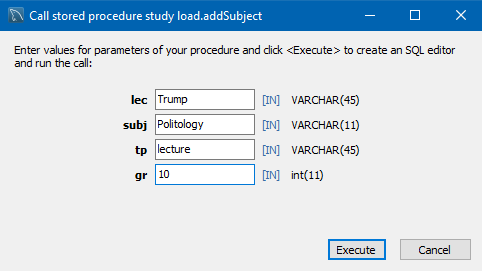 Call stored procedure study load.addSubject
Enter values for parameters of your procedure and click <Execute> to create an SQL editor
and run the call:
lec Trump [IN] VARCHAR(45)
subj Politology [IN] VARCHAR(11)
tp lecture [IN] VARCHAR(45)
gr 10 [IN] int(11)
Execute Cancel